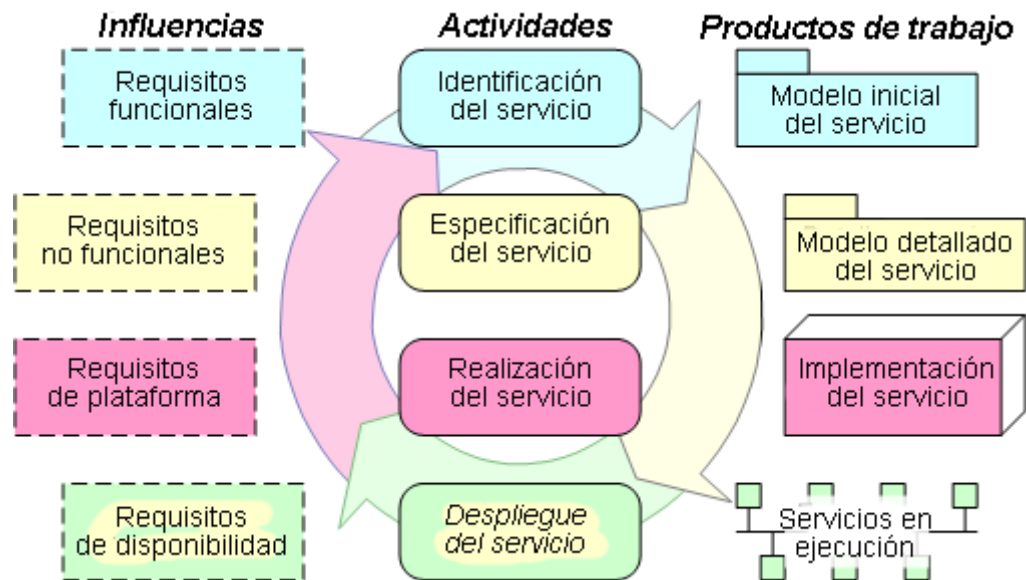 Influencias
Actividades
Productos de trabajo
Requisitos
funcionales
Identificación
del servicio
Modelo inicial
del servicio
Requisitos
no funcionales
Especificación
del servicio
Modelo detallado
del servicio
Requisitos
de plataforma
Realización
del servicio
Implementación
del servicio
Requisitos
de disponibilidad
Despliegue
del servicio
Servicios en
ejecución